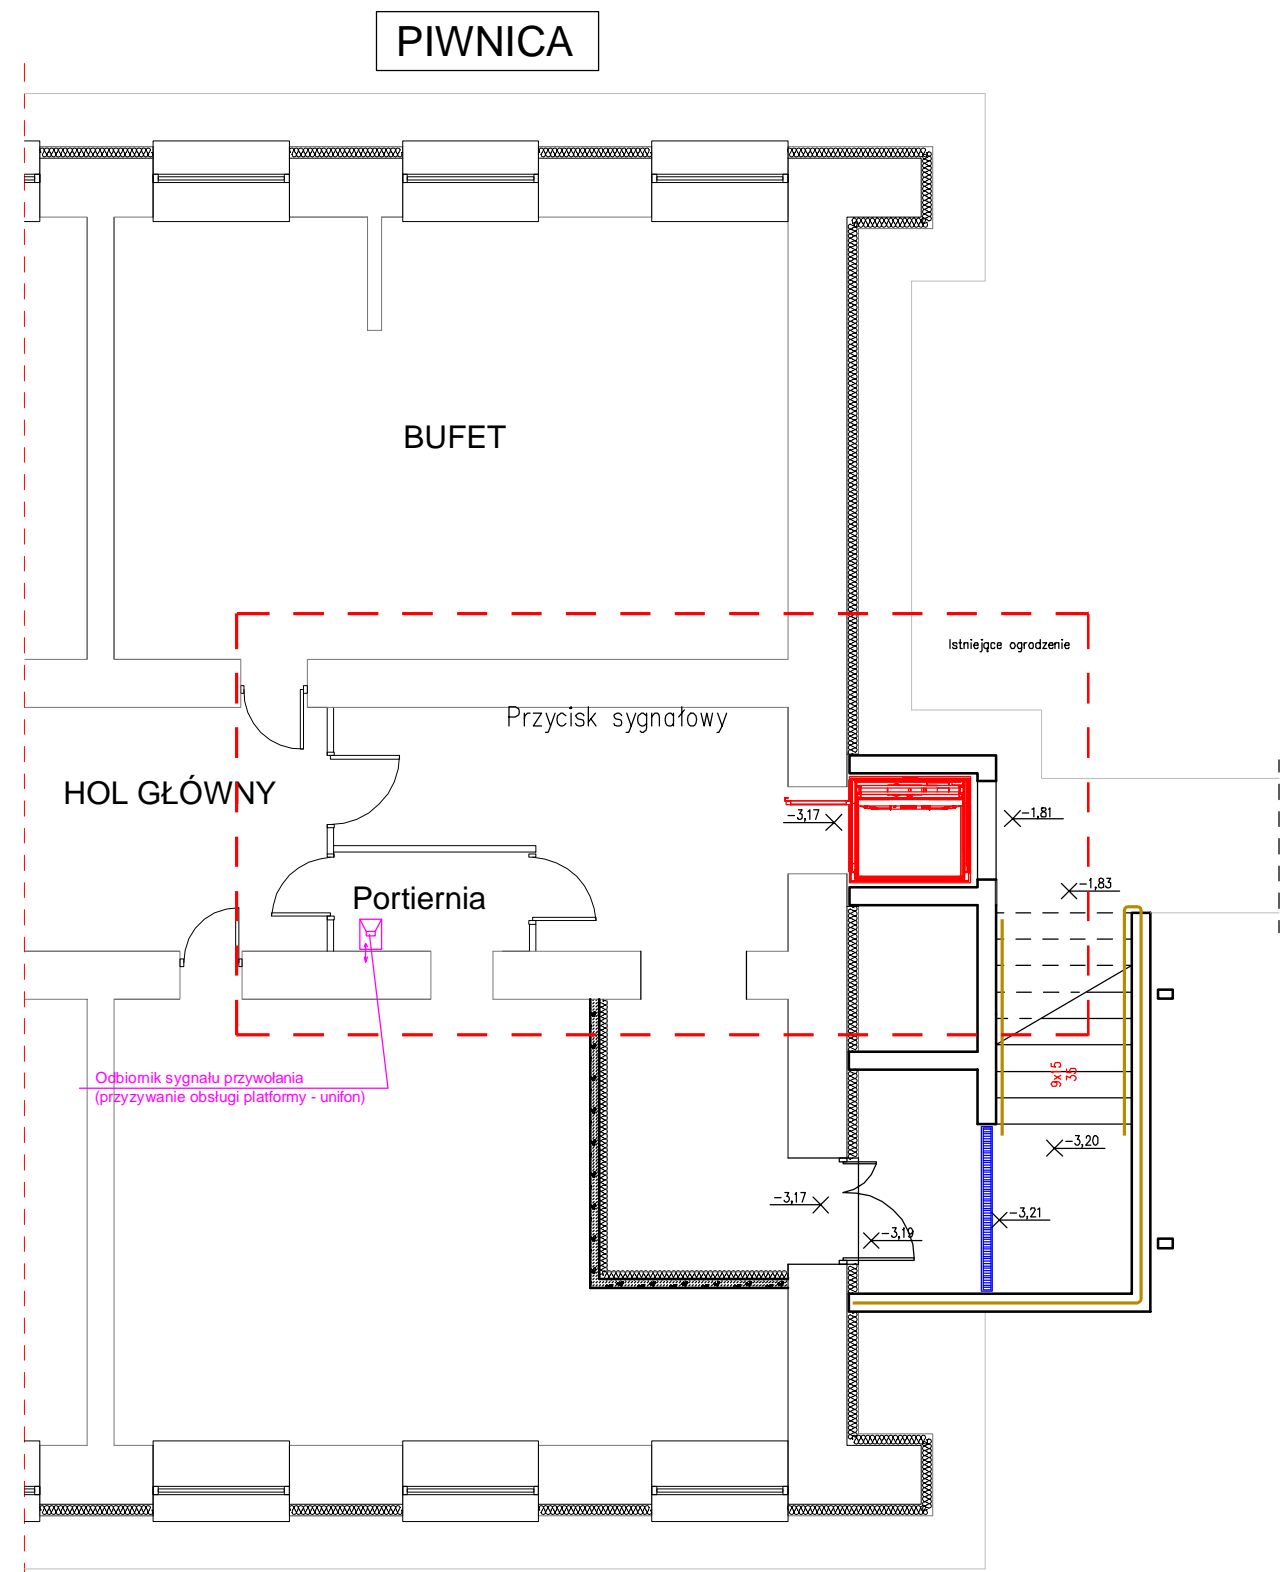 PIWNICA
BUFET
Istniejące ogrodzenie
Przycisk sygnałowy
HOL GŁÓWNY
-3,17
-1,81
-1,83
Portiernia
9x15
35
Odbiornik sygnału przywołania
(przyzywanie obsługi platformy - unifon)
-3,20
-3,17
-3,21
-3,19